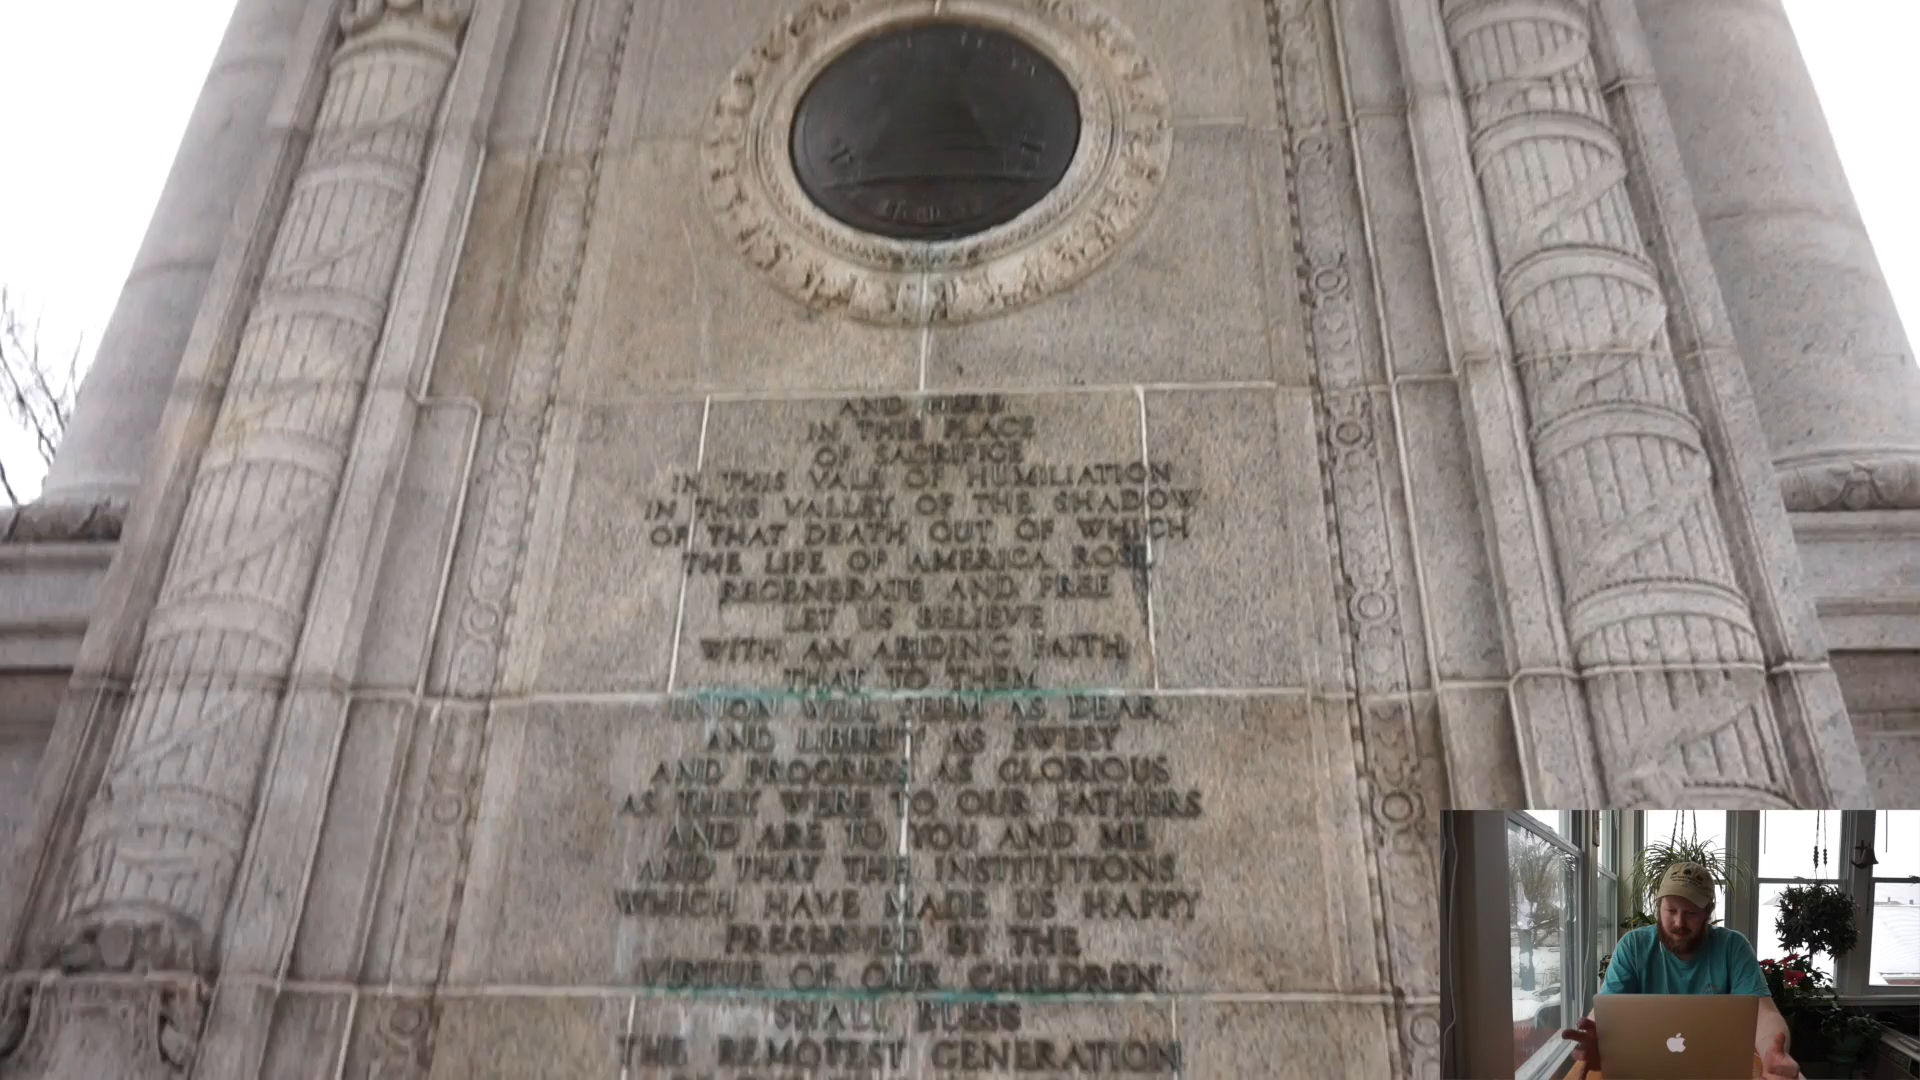 AND HERE
IN THIS PLACE
OF SACRIFICE
IN THIS VALE OF HUMILIATION
IN THIS VALLEY OF THE SHADOW
OF THAT DEATH OUT OF WHICH
THE LIFE OF AMERICA ROSE
REGENERATE AND FREE
LET US BELIEVE
WITH AN ABIDING FAITH
THAT TO THEM
UNION WILL SEEM AS DEAR
AND LIBERTY AS SWEET
AND PROGRESS AS GLORIOUS
AS THEY WERE TO OUR FATHERS
AND ARE TO YOU AND ME
AND THAT THE INSTITUTIONS
WHICH HAVE MADE US HAPPY
PRESERVED BY THE
VIRTUE OF OUR CHILDREN
SHALL BLESS
THE REMOTEST GENERATION